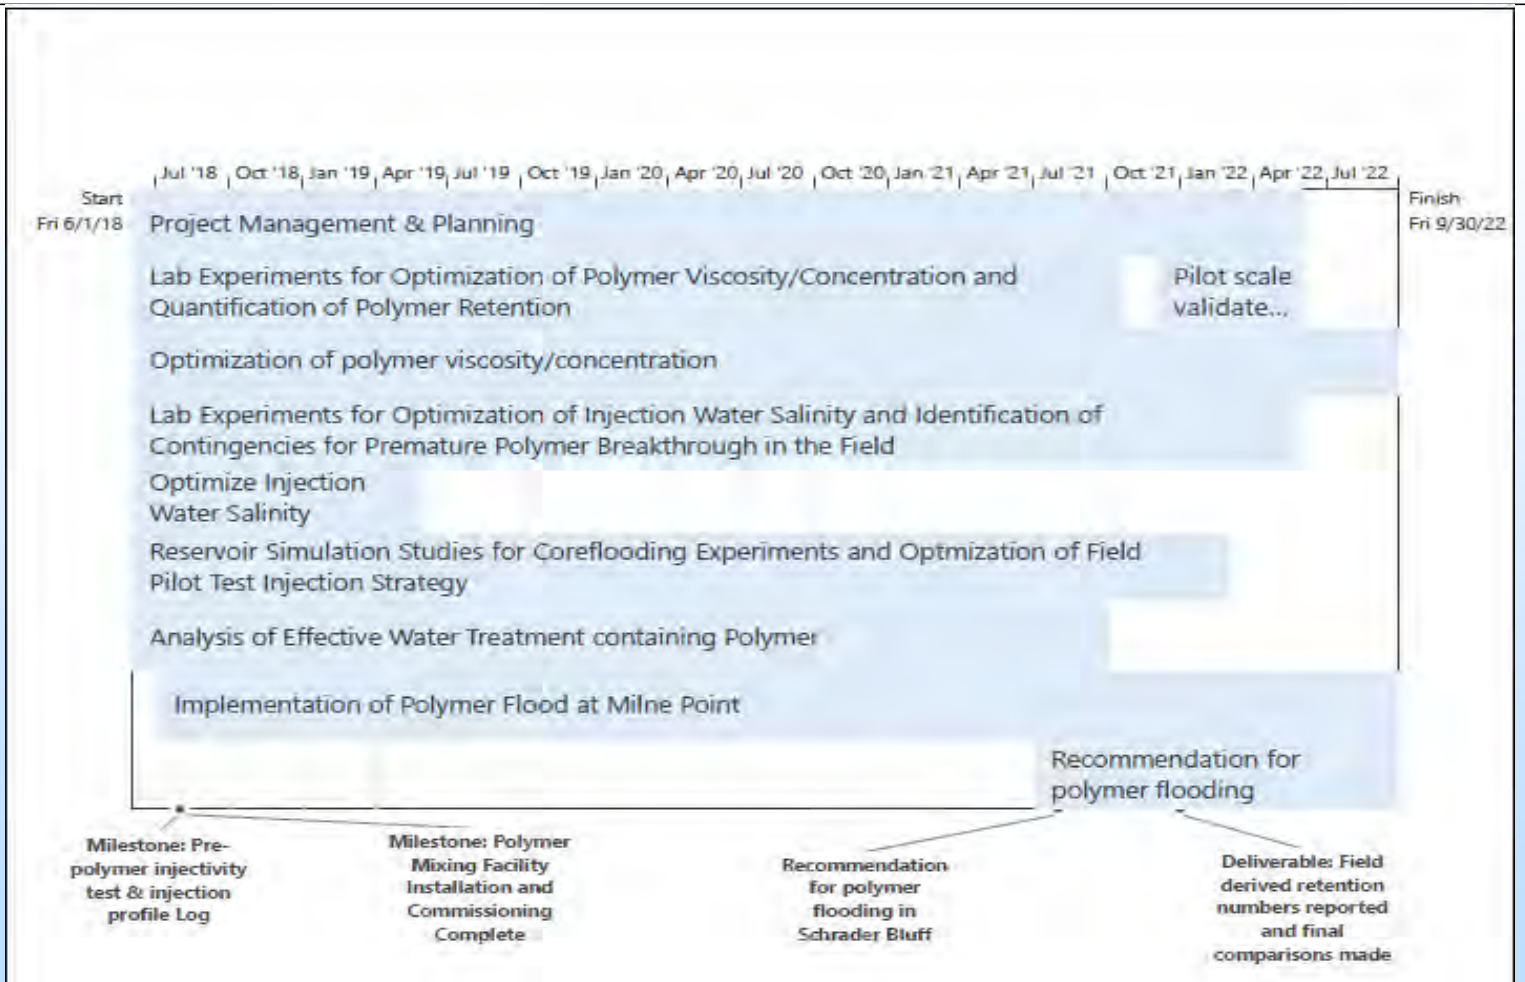 Jul '18 Oct '18 Jan '19 Apr '19 Jul '19 Oct '19 Jan '20 Apr '20 Jul '20 Oct '20 Jan '21 Apr '21 Jul '21 Oct '21 Jan '22 Apr '22 Jul '22
Start
Fri 6/1/18
Finish
Fri 9/30/22
Project Management & Planning
Lab Experiments for Optimization of Polymer Viscosity/Concentration and
Quantification of Polymer Retention
Pilot scale
validate...
Optimization of polymer viscosity/concentration
Lab Experiments for Optimization of Injection Water Salinity and Identification of
Contingencies for Premature Polymer Breakthrough in the Field
Optimize Injection
Water Salinity
Reservoir Simulation Studies for Coreflooding Experiments and Optmization of Field
Pilot Test Injection Strategy
Analysis of Effective Water Treatment containing Polymer
Implementation of Polymer Flood at Milne Point
Recommendation for
polymer flooding
Milestone: Pre-
polymer injectivity
test & injection
profile Log
Milestone: Polymer
Mixing Facility
Installation and
Commissioning
Complete
Recommendation
for polymer
flooding in
Schrader Bluff
Deliverable: Field
derived retention
numbers reported
and final
comparisons made